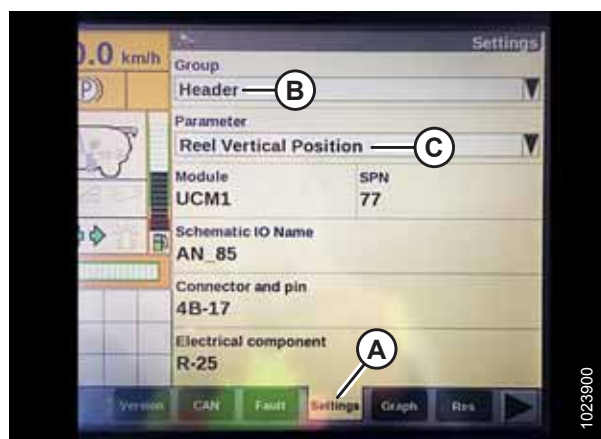 0.0 km/h
Settings
(P)
Group
Header
B
Parameter
Reel Vertical Position
C
Module SPN
UCM1 77
Schematic IO Name
AN_85
Connector and pin
4B-17
Electrical component
R-25
A
Version CAN Fault Settings Graph Res
1023900